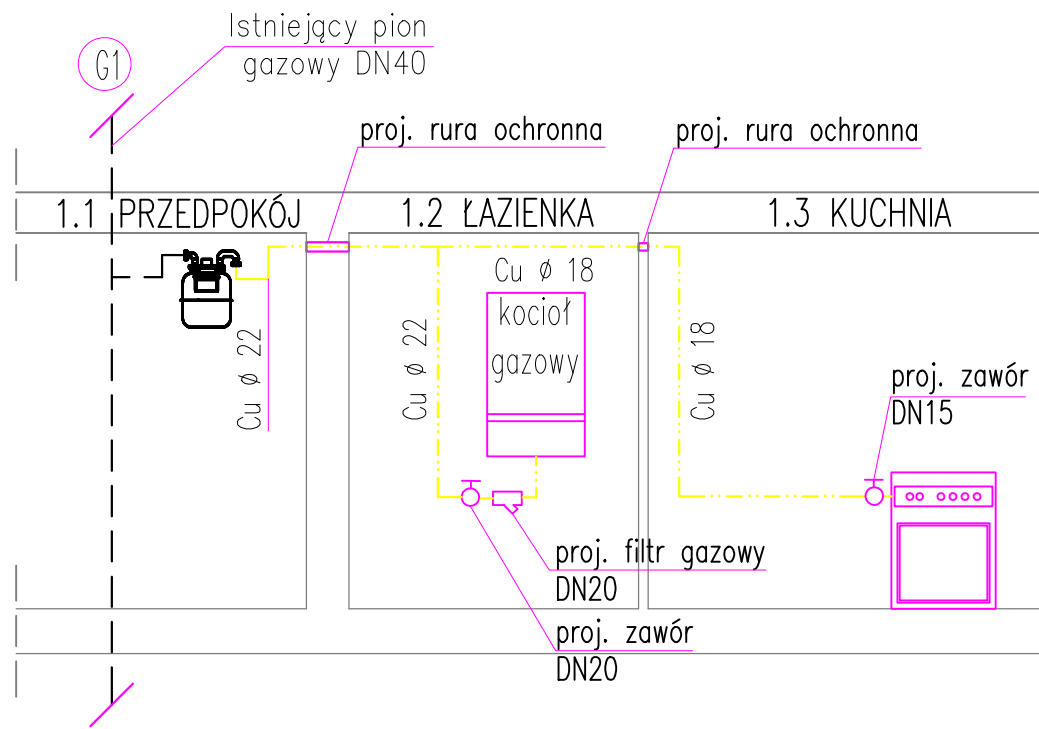 Istniejący pion
gazowy DN40
G1
proj. rura ochronna
proj. rura ochronna
1.1 PRZEDPOKÓJ
1.2 ŁAZIENKA
1.3 KUCHNIA
Cu ϕ 22
Cu ϕ 22
Cu ϕ 18
kocioł
gazowy
Cu ϕ 18
proj. zawór
DN15
proj. filtr gazowy
DN20
proj. zawór
DN20